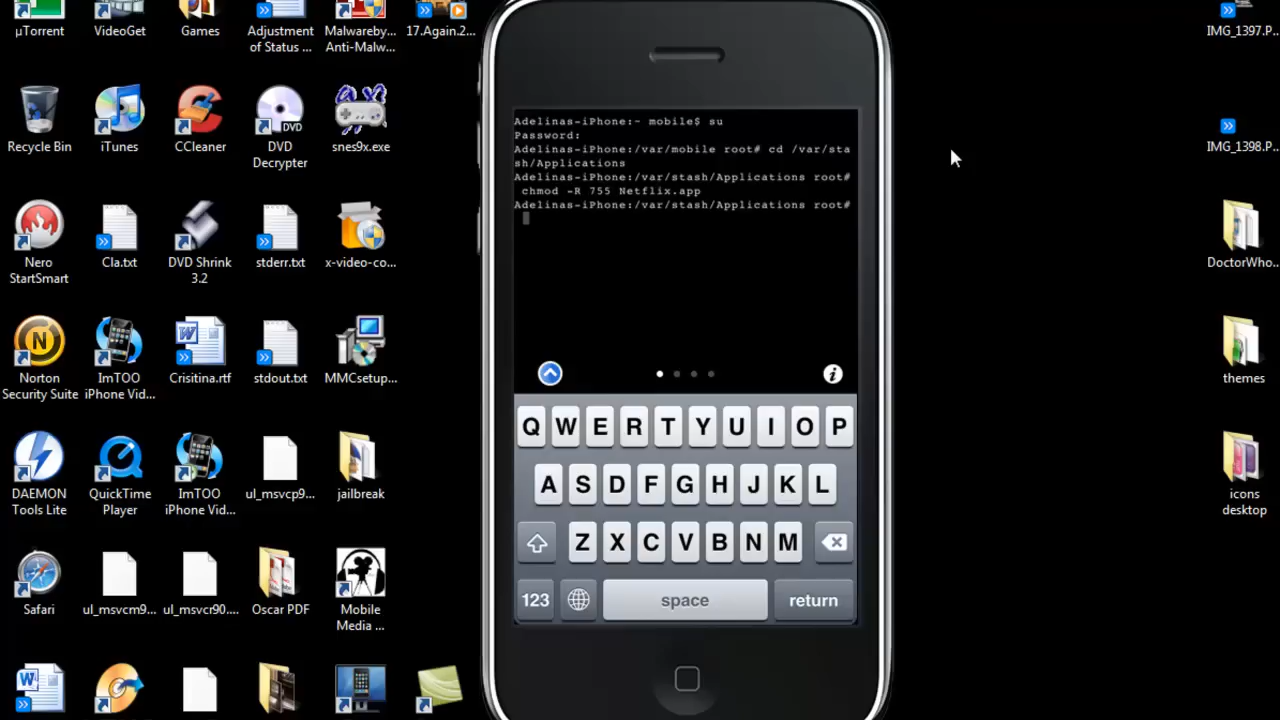 µTorrent
VideoGet
Games
Adjustment
of Status ...
Malwareby...
Anti-Malw...
17.Again.2...
IMG_1397.P...
Recycle Bin
iTunes
CCleaner
DVD
DVD
Decrypter
snes9x.exe
IMG_1398.P...
Nero
StartSmart
Cla.txt
DVD Shrink
3.2
stderr.txt
x-video-co...
DoctorWho...
Norton
Security Suite
ImTOO
iPhone Vid...
Crisitina.rtf
stdout.txt
MMCsetup...
themes
DAEMON
Tools Lite
QuickTime
Player
ImTOO
iPhone Vid...
ul_msvcp9...
jailbreak
icons
desktop
Safari
ul_msvcm9...
ul_msvcr90....
Oscar PDF
Mobile
Media ...
Adelinas-iPhone:~ mobile$ su
Password:
Adelinas-iPhone:/var/mobile root# cd /var/sta
sh/Applications
Adelinas-iPhone:/var/stash/Applications root#
chmod -R 755 Netflix.app
Adelinas-iPhone:/var/stash/Applications root#
Q W E R T Y U I O P
A S D F G H J K L
Z X C V B N M
123 space return